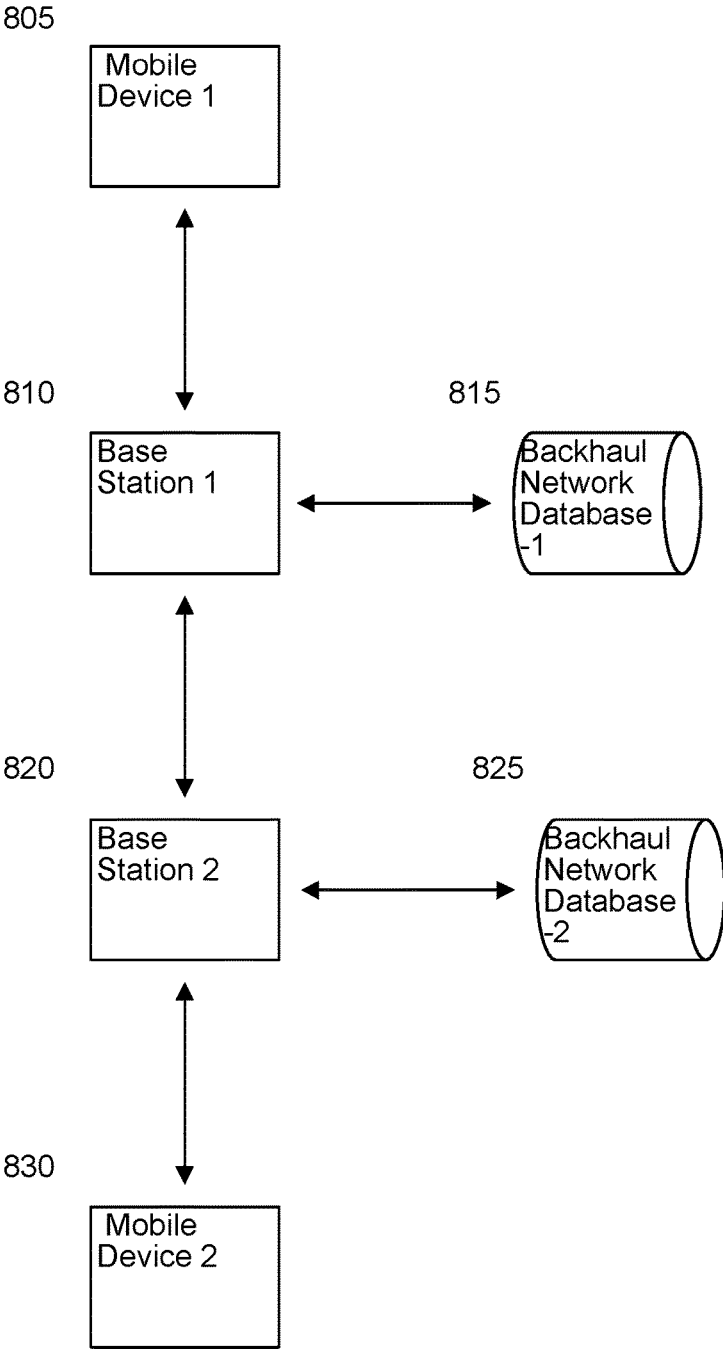 805
Mobile
Device 1
810
815
Base
Station 1
Backhaul
Network
Database
-1
820
825
Base
Station 2
Backhaul
Network
Database
-2
830
Mobile
Device 2